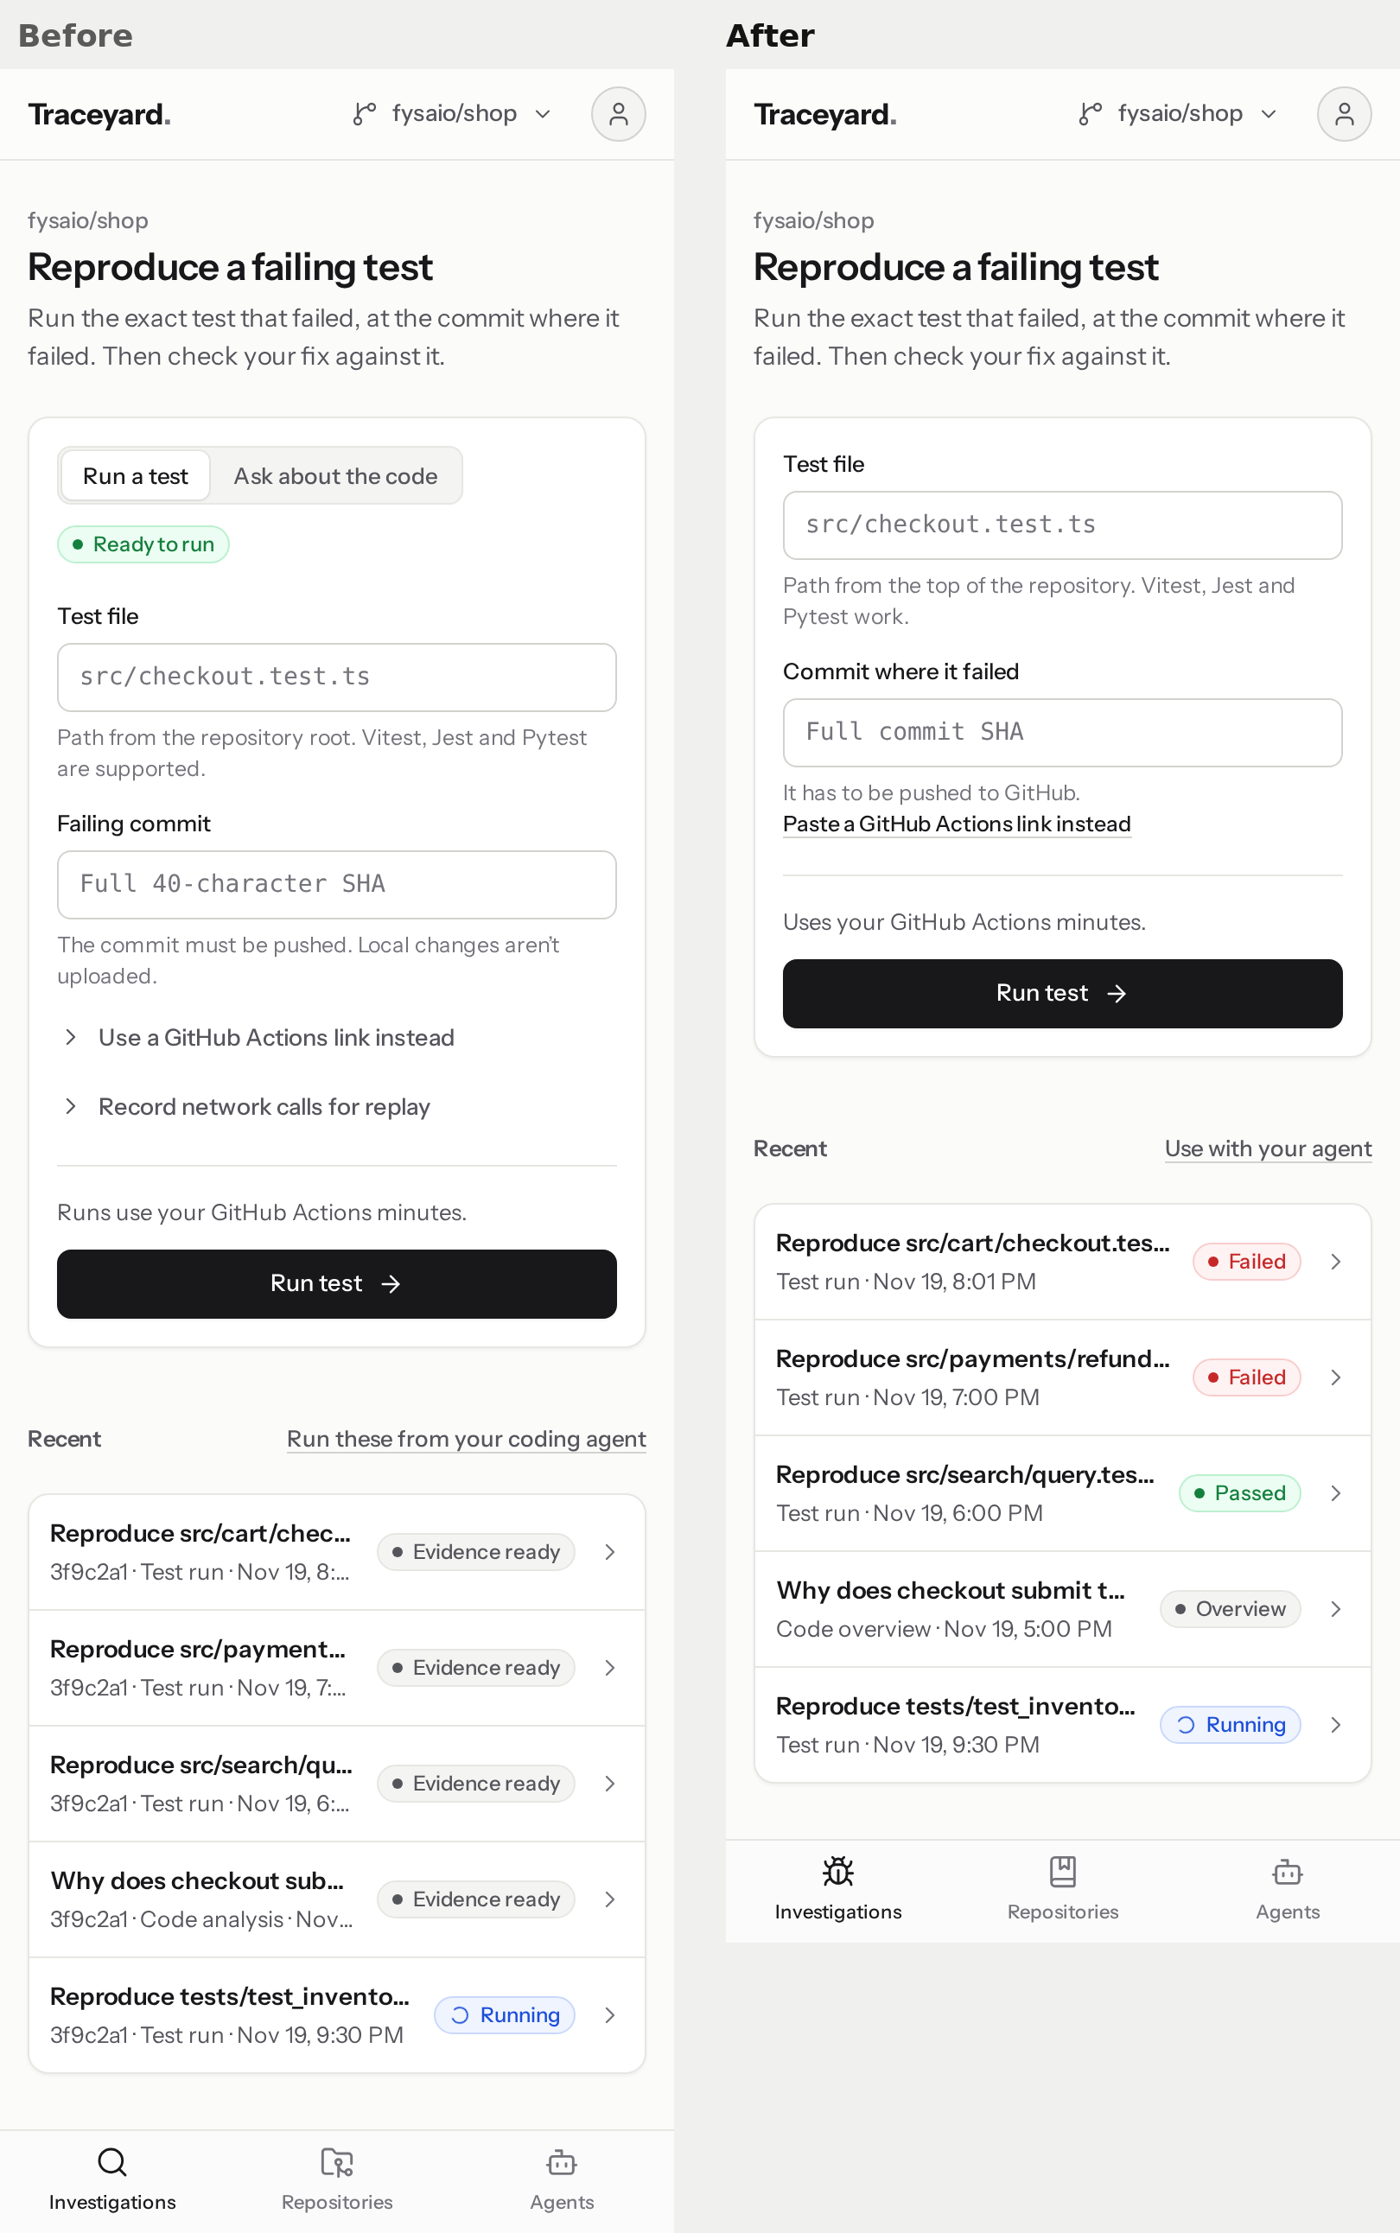 Before
Traceyard.
fysaio/shop
fysaio/shop
Reproduce a failing test
Run the exact test that failed, at the commit where it
failed. Then check your fix against it.
Run a test
Ask about the code
Ready to run
Test file
src/checkout.test.ts
Path from the repository root. Vitest, Jest and Pytest
are supported.
Failing commit
Full 40-character SHA
The commit must be pushed. Local changes aren't
uploaded.
Use a GitHub Actions link instead
Record network calls for replay
Runs use your GitHub Actions minutes.
Run test →
Recent
Run these from your coding agent
Reproduce src/cart/chec...
3f9c2a1 · Test run · Nov 19, 8:...
Evidence ready
Reproduce src/payment...
3f9c2a1 · Test run · Nov 19, 7:...
Evidence ready
Reproduce src/search/qu...
3f9c2a1 · Test run · Nov 19, 6:...
Evidence ready
Why does checkout sub...
3f9c2a1 · Code analysis · Nov...
Evidence ready
Reproduce tests/test_invento...
3f9c2a1 · Test run · Nov 19, 9:30 PM
Running
Investigations
Repositories
Agents
After
Traceyard.
fysaio/shop
fysaio/shop
Reproduce a failing test
Run the exact test that failed, at the commit where it
failed. Then check your fix against it.
Test file
src/checkout.test.ts
Path from the top of the repository. Vitest, Jest and
Pytest work.
Commit where it failed
Full commit SHA
It has to be pushed to GitHub.
Paste a GitHub Actions link instead
Uses your GitHub Actions minutes.
Run test →
Recent
Use with your agent
Reproduce src/cart/checkout.tes...
Test run · Nov 19, 8:01 PM
Failed
Reproduce src/payments/refund...
Test run · Nov 19, 7:00 PM
Failed
Reproduce src/search/query.tes...
Test run · Nov 19, 6:00 PM
Passed
Why does checkout submit t...
Code overview · Nov 19, 5:00 PM
Overview
Reproduce tests/test_invento...
Test run · Nov 19, 9:30 PM
Running
Investigations
Repositories
Agents